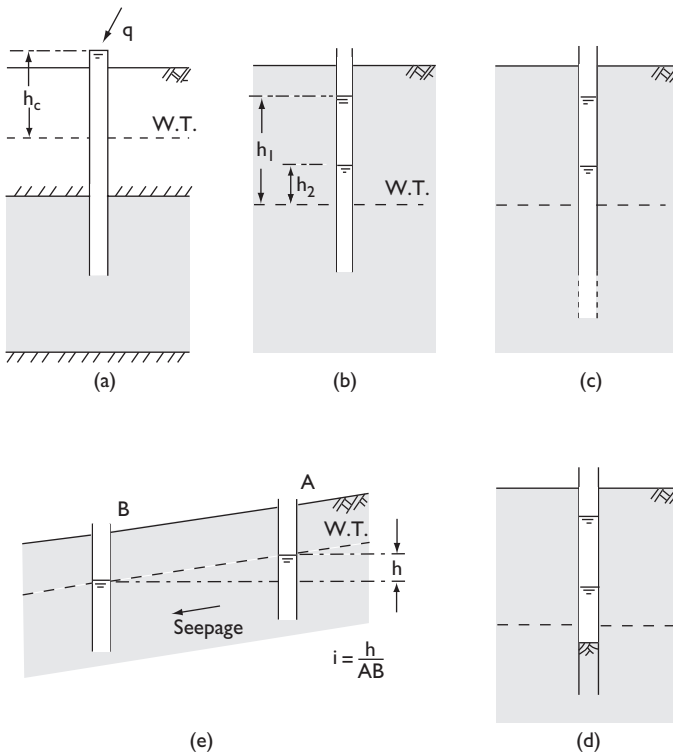 q
h_c
W.T.
(a)
h_1
h_2
W.T.
(b)
(c)
A
B
W.T.
h
Seepage
i = h/AB
(e)
(d)